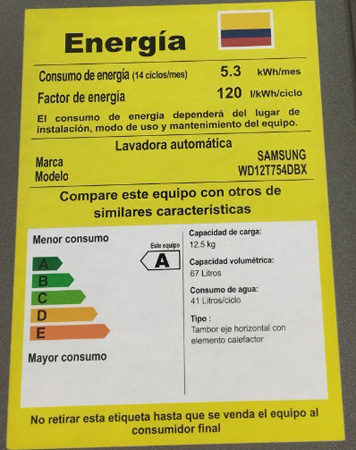 Energía
Consumo de energía (14 ciclos/mes) 5.3 kWh/mes
Factor de energía 120 l/kWh/ciclo
El consumo de energía dependerá del lugar de
instalación, modo de uso y mantenimiento del equipo.
Lavadora automática
Marca SAMSUNG
Modelo WD12T754DBX
Compare este equipo con otros de
similares características
Menor consumo
Este equipo
A A
B
C
D
E
Mayor consumo
Capacidad de carga:
12.5 kg
Capacidad volumétrica:
67 Litros
Consumo de agua:
41 Litros/ciclo
Tipo :
Tambor eje horizontal con
elemento calefactor
No retirar esta etiqueta hasta que se venda el equipo al
consumidor final